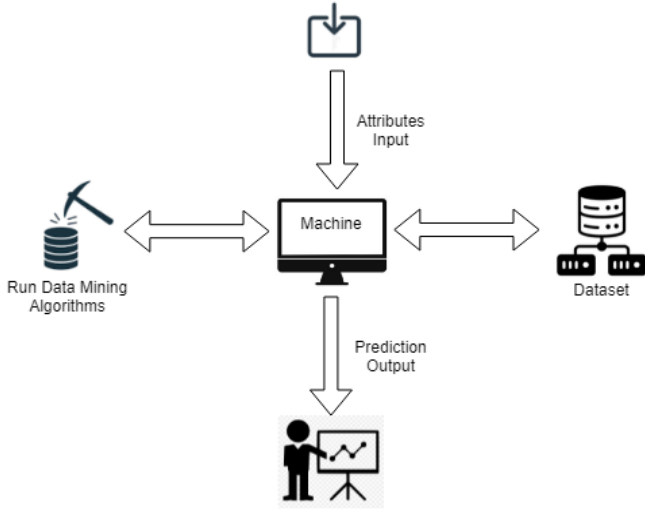 Attributes
Input
Machine
Run Data Mining
Algorithms
Dataset
Prediction
Output